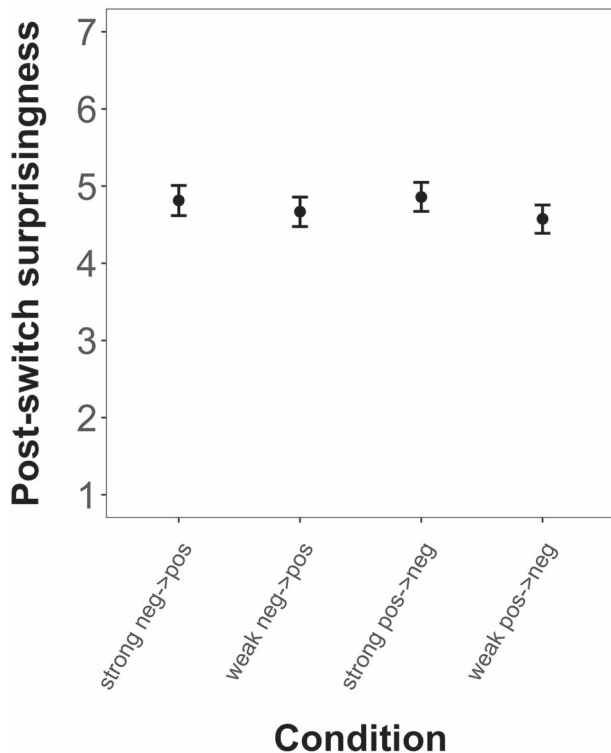 Post-switch surprisingness
7
6
5
4
3
2
1
strong neg->pos
weak neg->pos
strong pos->neg
weak pos->neg
Condition